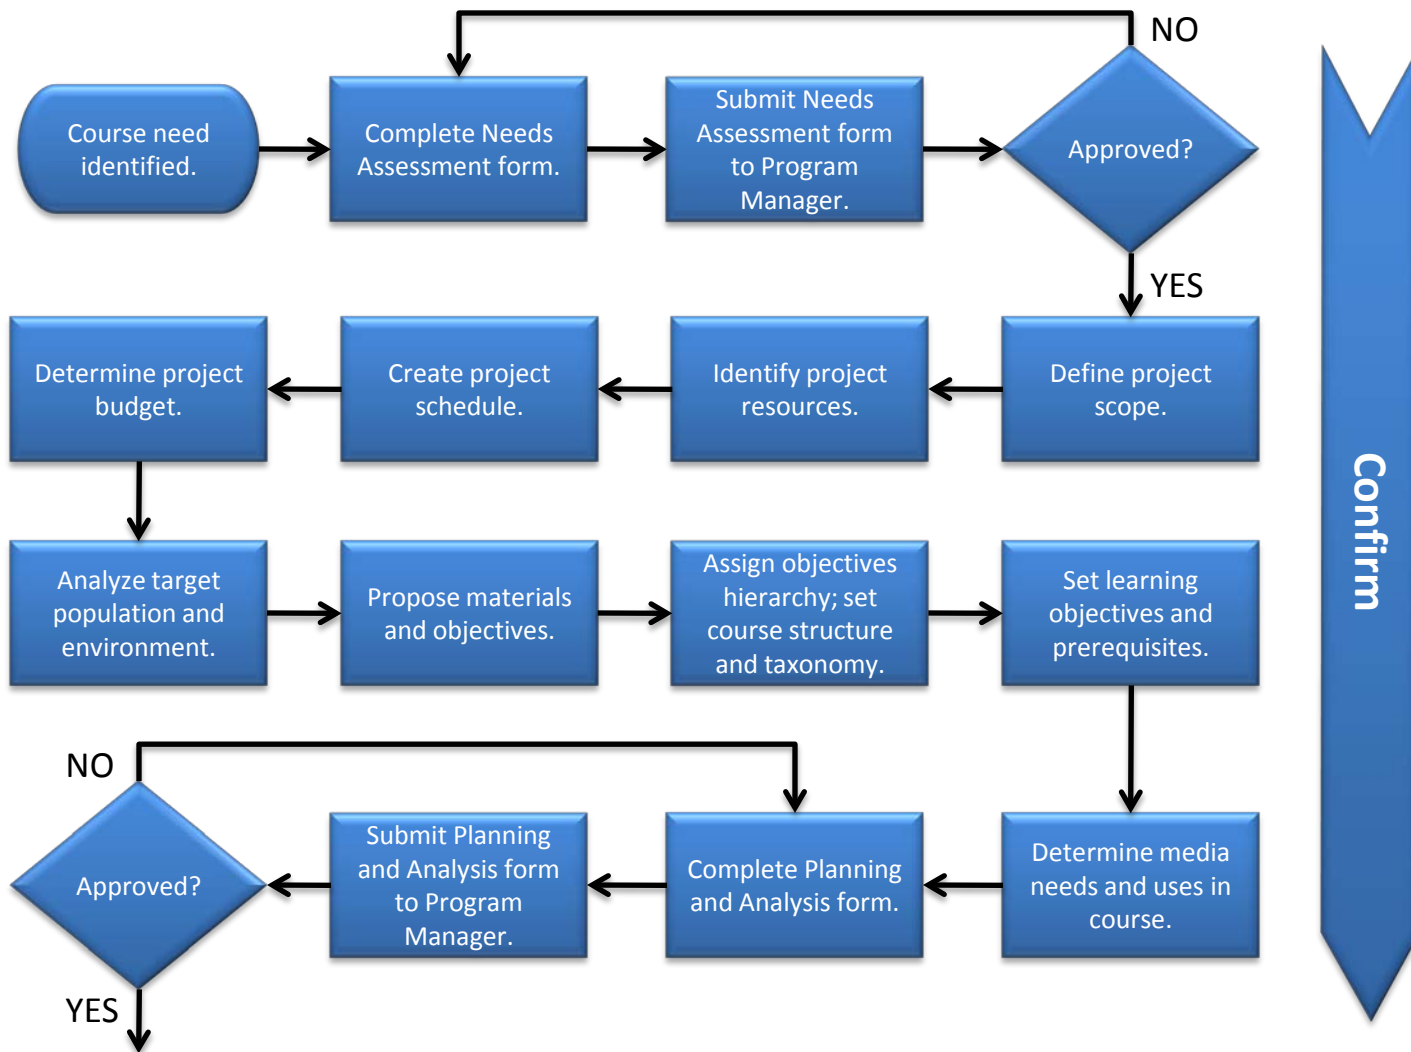 NO
Course need
identified.
Complete Needs
Assessment form.
Submit Needs
Assessment form
to Program
Manager.
Approved?
YES
Define project
scope.
Identify project
resources.
Create project
schedule.
Determine project
budget.
Analyze target
population and
environment.
Propose materials
and objectives.
Assign objectives
hierarchy; set
course structure
and taxonomy.
Set learning
objectives and
prerequisites.
Determine media
needs and uses in
course.
Complete Planning
and Analysis form.
Submit Planning
and Analysis form
to Program
Manager.
Approved?
NO
YES
Confirm